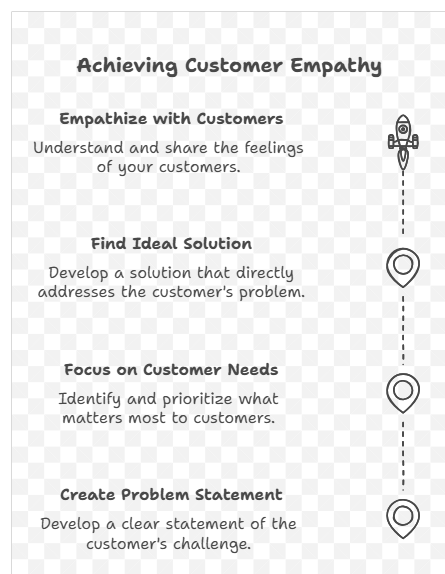 Achieving Customer Empathy
Empathize with Customers
Understand and share the feelings
of your customers.
Find Ideal Solution
Develop a solution that directly
addresses the customer's problem.
Focus on Customer Needs
Identify and prioritize what
matters most to customers.
Create Problem Statement
Develop a clear statement of the
customer's challenge.